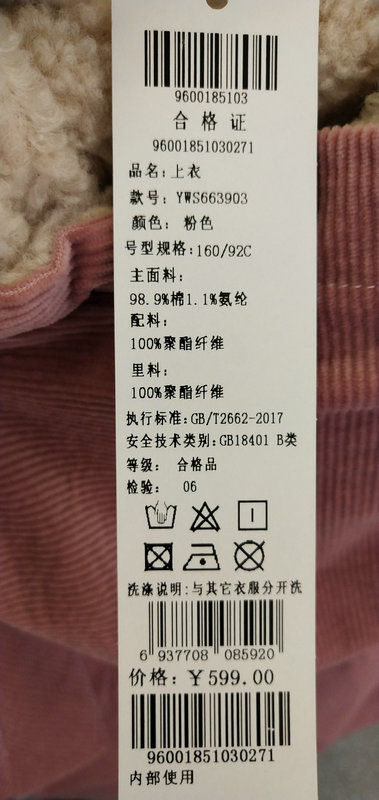 9600185103
合格证
96001851030271
品名:上衣
款号: YWS663903
颜色: 粉色
号型规格:160/92C
主面料:
98.9%棉1.1%氨纶
配料:
100%聚酯纤维
里料:
100%聚酯纤维
执行标准:GB/T2662-2017
安全技术类别:GB18401 B类
等级: 合格品
检验: 06
洗涤说明:与其它衣服分开洗
6 937708 085920
价格:￥599.00
96001851030271
内部使用